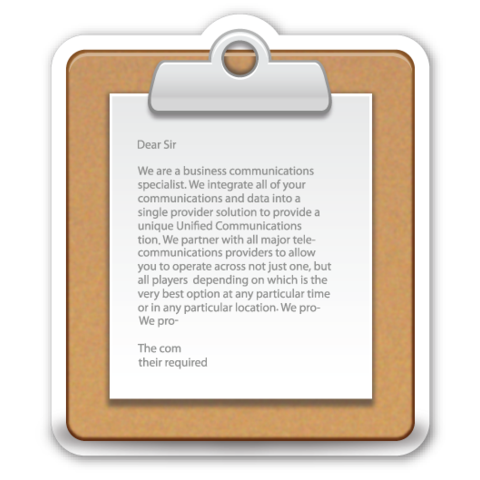 Dear Sir
We are a business communications
specialist. We integrate all of your
communications and data into a
single provider solution to provide a
unique Unified Communications
tion, We partner with all major tele-
communications providers to allow
you to operate across not just one, but
all players depending on which is the
very best option at any particular time
or in any particular location. We pro-
We pro-
The com
their required